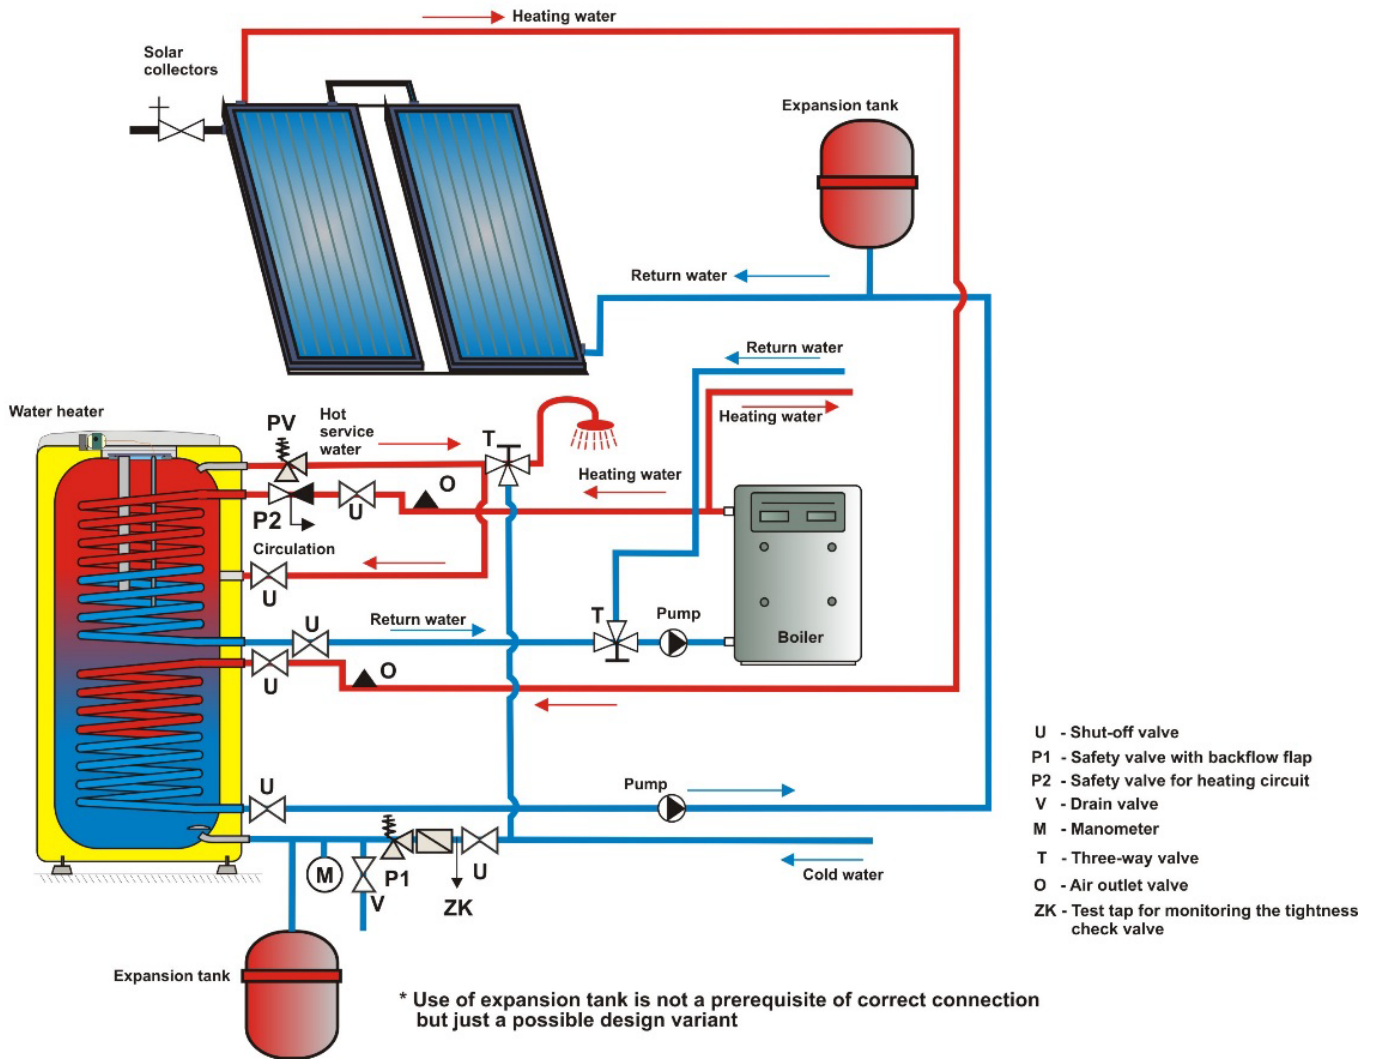 Heating water
Solar
collectors
Expansion tank
Return water
Return water
Heating water
Water heater
PV
Hot
service
water
T
Heating water
O
P2
U
Circulation
U
Return water
U
T
Pump
Boiler
U
O
U
Pump
M
V
P1
ZK
U
Cold water
Expansion tank
U - Shut-off valve
P1 - Safety valve with backflow flap
P2 - Safety valve for heating circuit
V - Drain valve
M - Manometer
T - Three-way valve
O - Air outlet valve
ZK - Test tap for monitoring the tightness
check valve
* Use of expansion tank is not a prerequisite of correct connection
but just a possible design variant